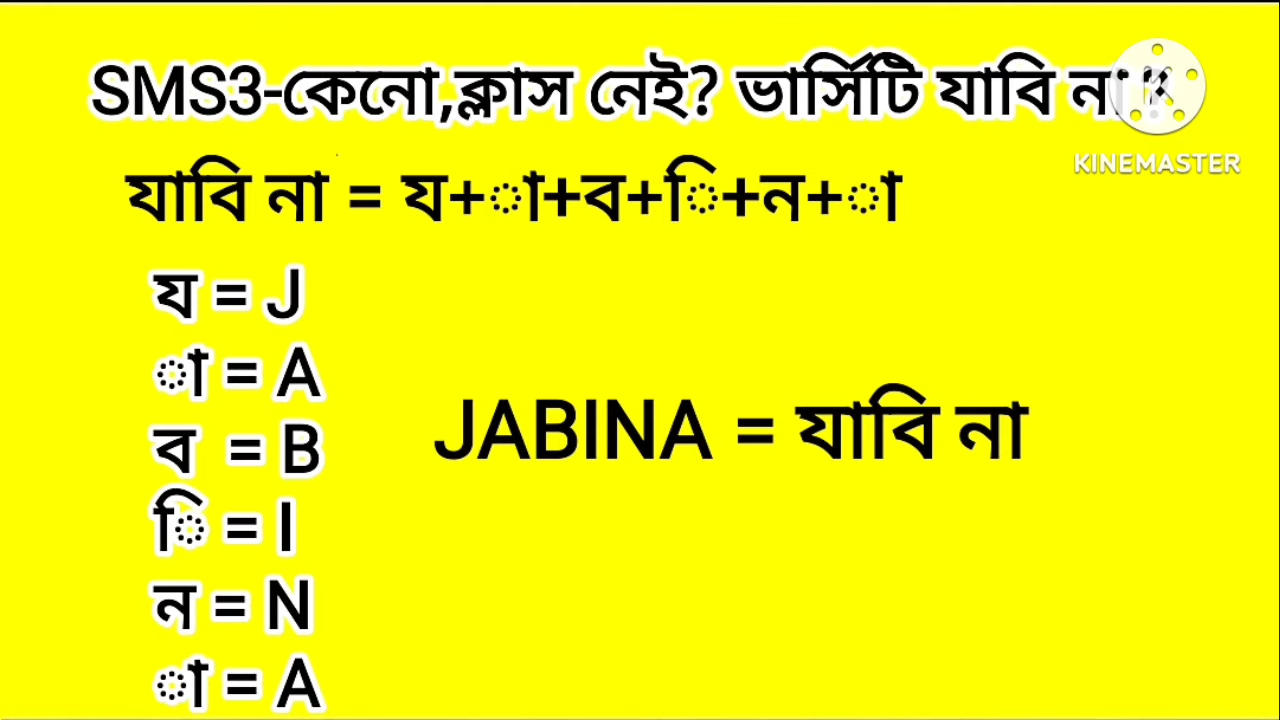 SMS3-কেনো,ক্লাস নেই? ভার্সিটি যাবি না
KINEMASTER
যাবি না = য+া+ব+ি+ন+া
য = J
া = A
ব = B
JABINA = যাবি না
ি = I
ন = N
া = A